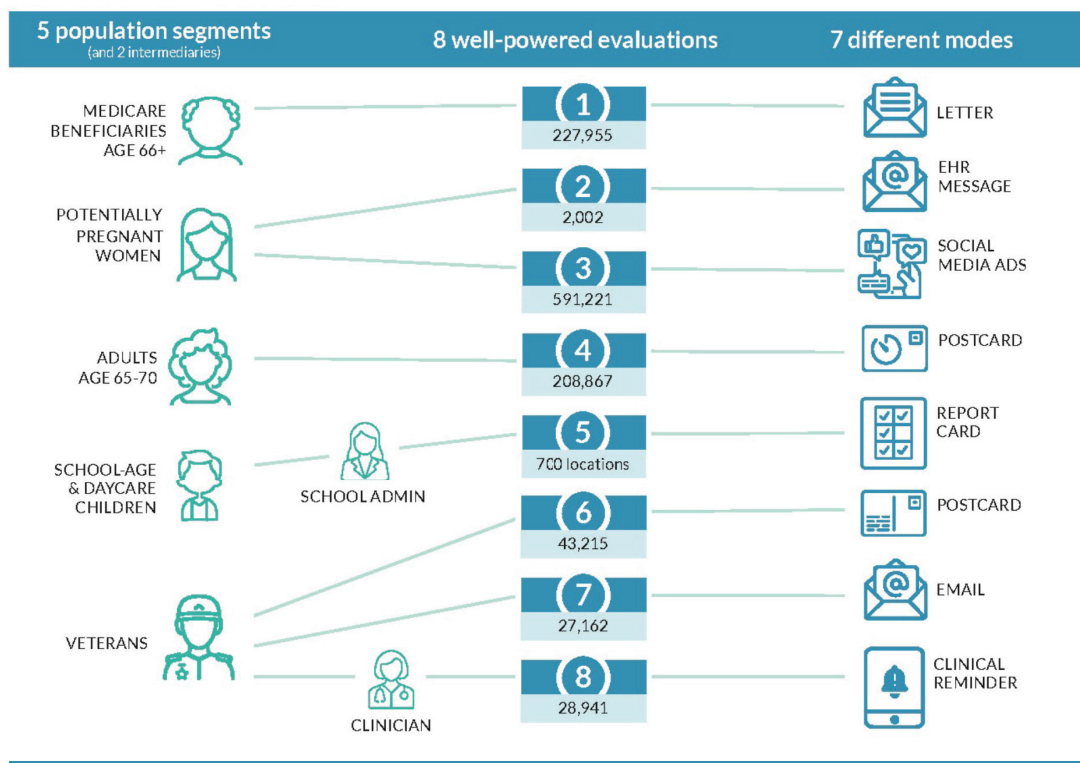 5 population segments
(and 2 intermediaries)
8 well-powered evaluations
7 different modes
MEDICARE
BENEFICIARIES
AGE 66+
1
227,955
LETTER
POTENTIALLY
PREGNANT
WOMEN
2
2,002
EHR
MESSAGE
3
591,221
SOCIAL
MEDIA ADS
ADULTS
AGE 65-70
4
208,867
POSTCARD
SCHOOL-AGE
& DAYCARE
CHILDREN
SCHOOL ADMIN
5
700 locations
REPORT
CARD
VETERANS
6
43,215
POSTCARD
7
27,162
EMAIL
CLINICIAN
8
28,941
CLINICAL
REMINDER